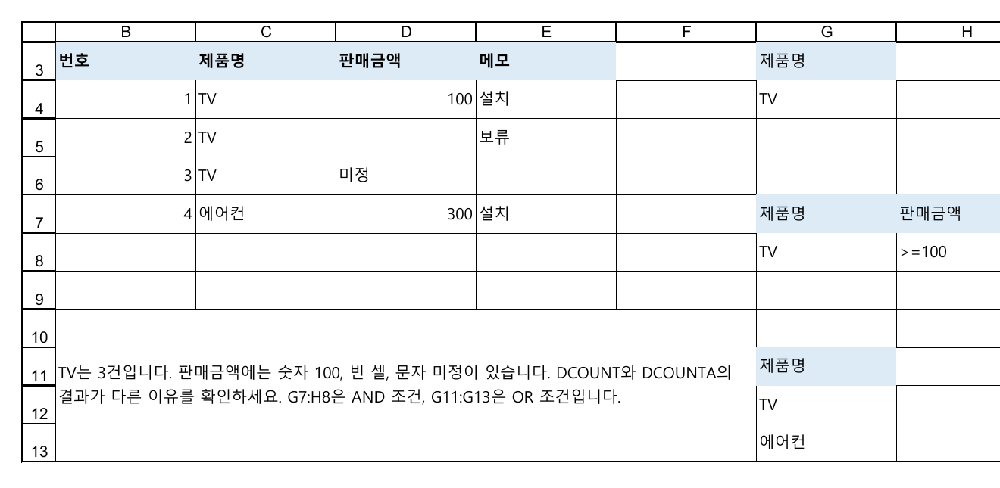 B C D E F G H
3 번호 제품명 판매금액 메모 제품명
4 1 TV 100 설치 TV
5 2 TV 보류
6 3 TV 미정
7 4 에어컨 300 설치 제품명 판매금액
8 TV >=100
9
10
11 제품명
TV는 3건입니다. 판매금액에는 숫자 100, 빈 셀, 문자 미정이 있습니다. DCOUNT와 DCOUNTA의
결과가 다른 이유를 확인하세요. G7:H8은 AND 조건, G11:G13은 OR 조건입니다.
12 TV
13 에어컨